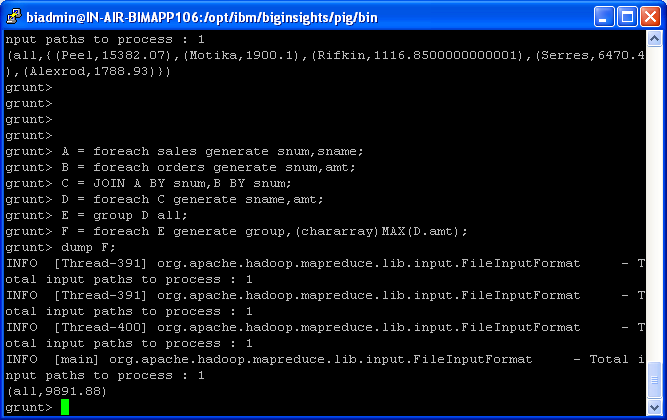 biadmin@IN-AIR-BIMAPP106:/opt/ibm/biginsights/pig/bin
nput paths to process : 1
(all,{(Peel,15382.07),(Motika,1900.1),(Rifkin,1116.8500000000001),(Serres,6470.4
),(Alexrod,1788.93)})
grunt>
grunt>
grunt>
grunt>
grunt> A = foreach sales generate snum,sname;
grunt> B = foreach orders generate snum,amt;
grunt> C = JOIN A BY snum,B BY snum;
grunt> D = foreach C generate sname,amt;
grunt> E = group D all;
grunt> F = foreach E generate group,(chararray)MAX(D.amt);
grunt> dump F;
INFO  [Thread-391] org.apache.hadoop.mapreduce.lib.input.FileInputFormat     - T
otal input paths to process : 1
INFO  [Thread-391] org.apache.hadoop.mapreduce.lib.input.FileInputFormat     - T
otal input paths to process : 1
INFO  [Thread-400] org.apache.hadoop.mapreduce.lib.input.FileInputFormat     - T
otal input paths to process : 1
INFO  [main] org.apache.hadoop.mapreduce.lib.input.FileInputFormat     - Total i
nput paths to process : 1
(all,9891.88)
grunt>